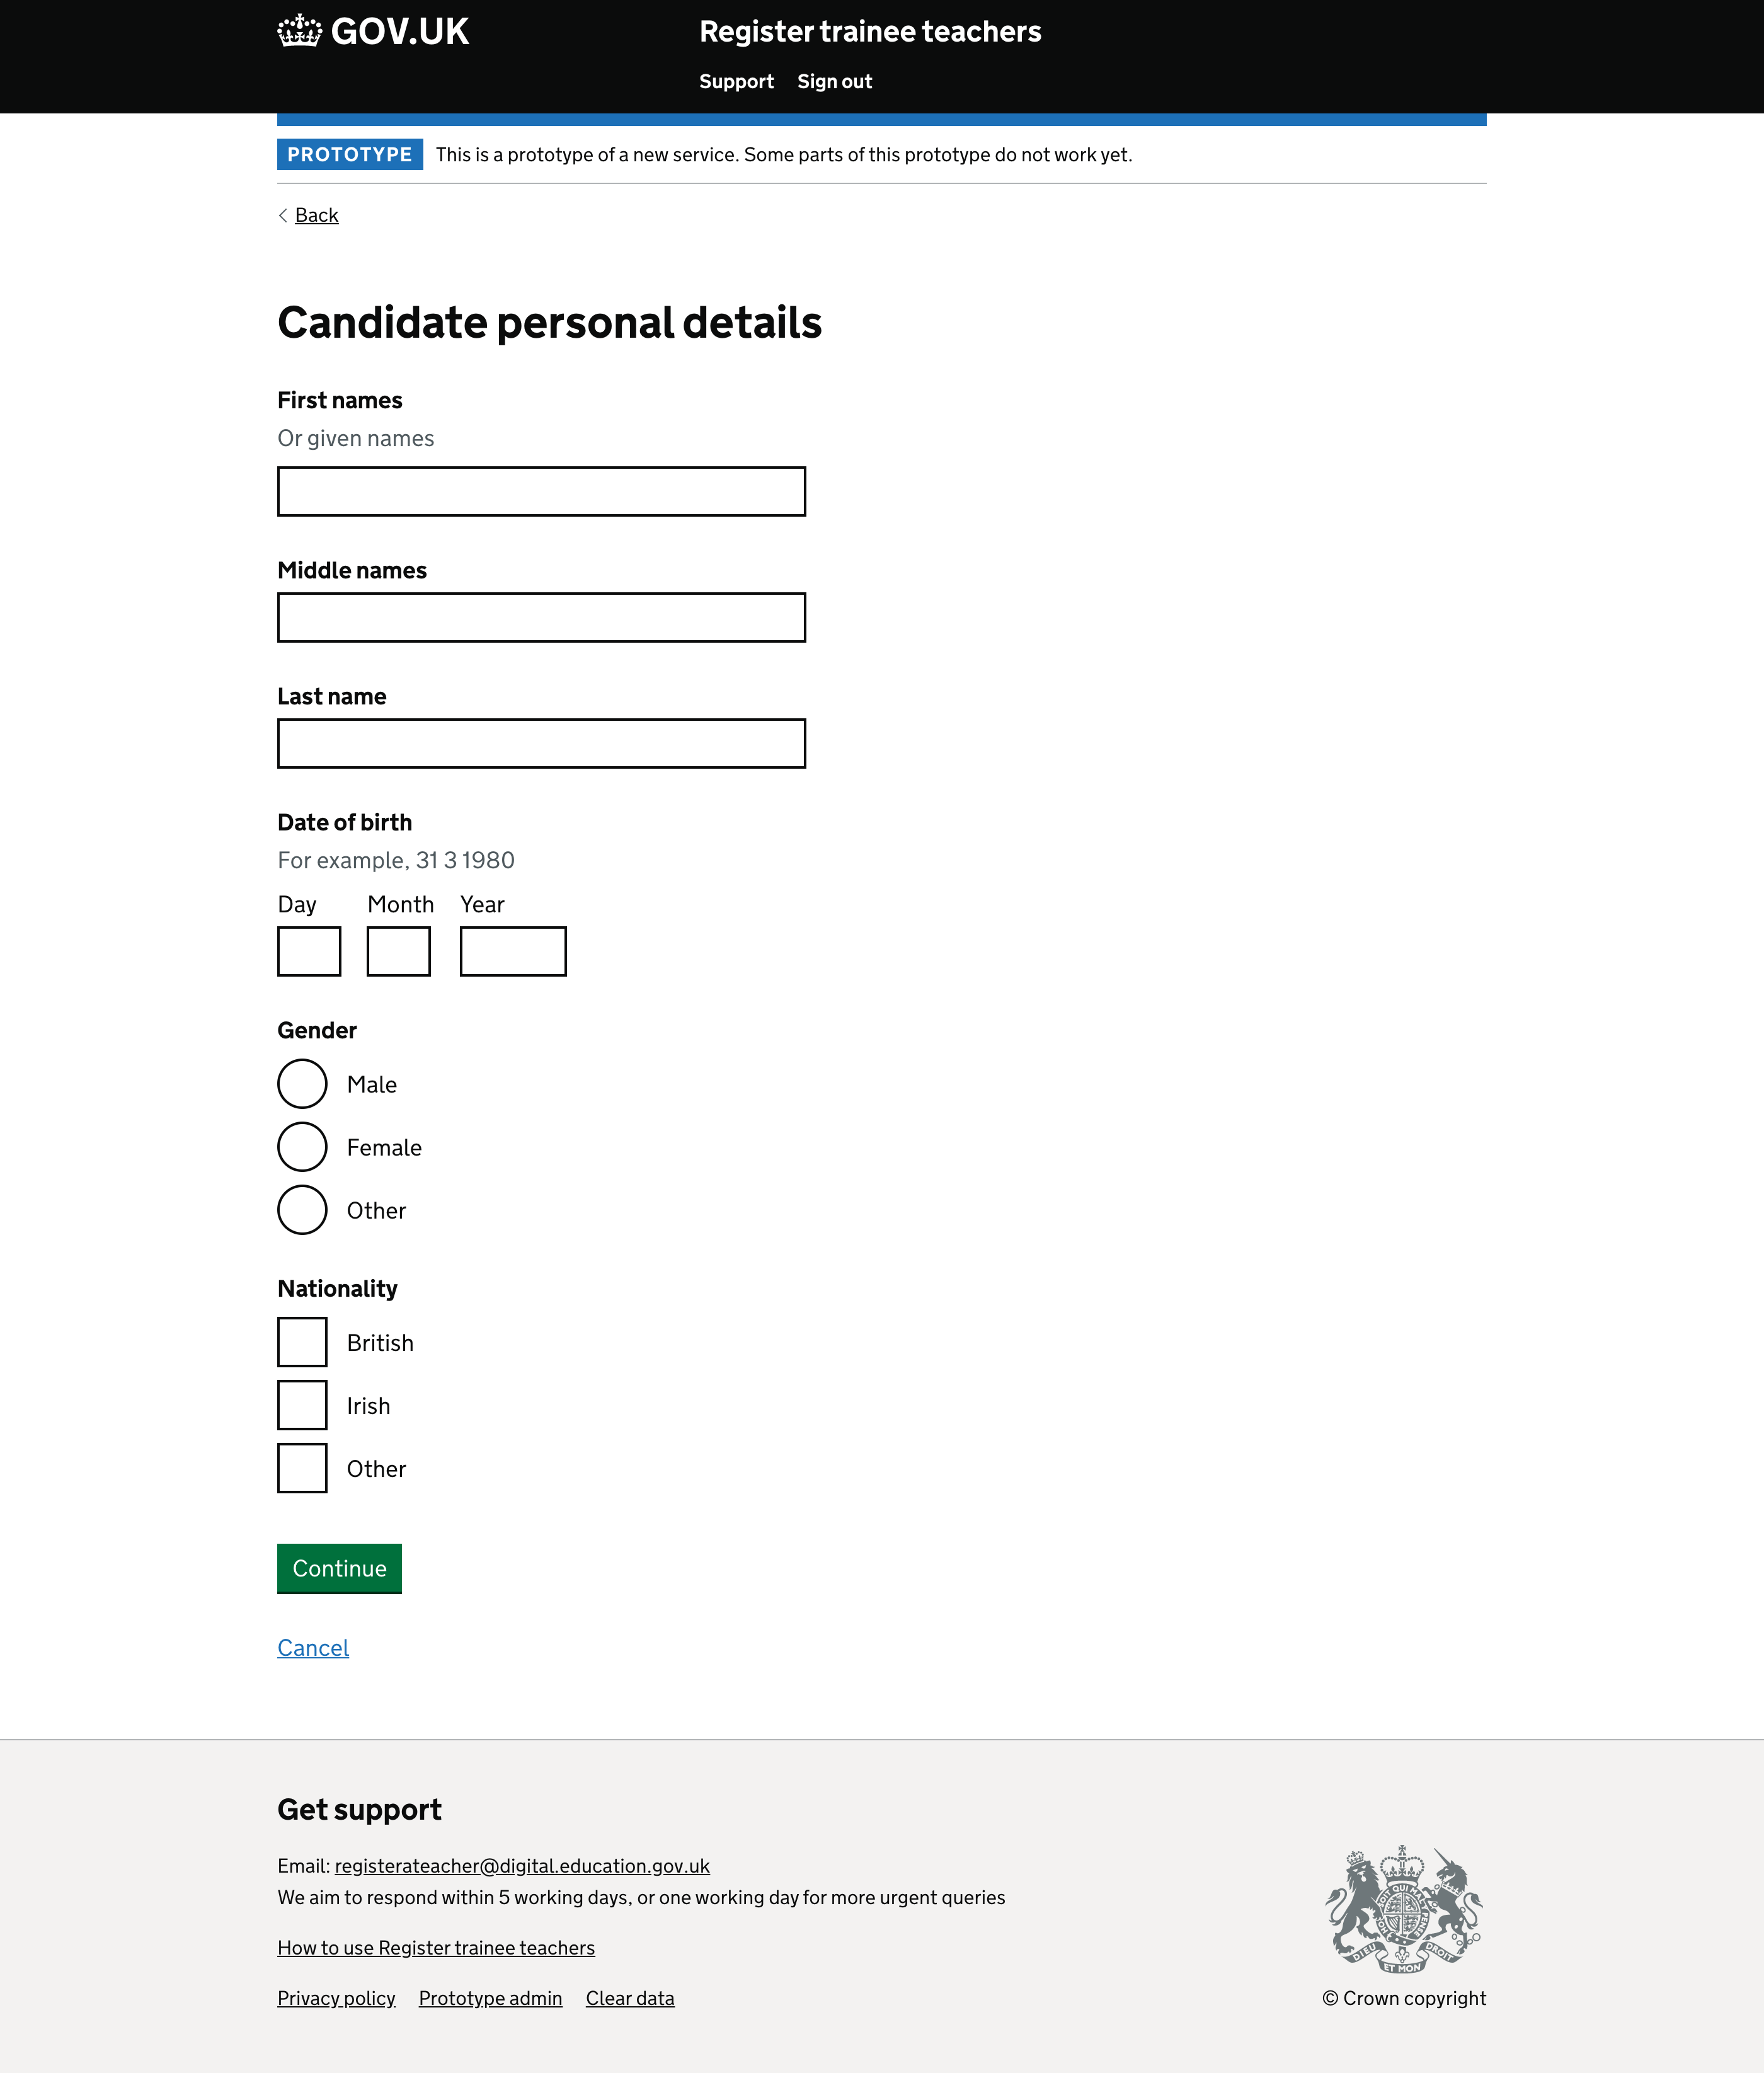 GOV.UK
Register trainee teachers
Support Sign out
PROTOTYPE This is a prototype of a new service. Some parts of this prototype do not work yet.
Back
Candidate personal details
First names
Or given names
Middle names
Last name
Date of birth
For example, 31 3 1980
Day Month Year
Gender
Male
Female
Other
Nationality
British
Irish
Other
Continue
Cancel
Get support
Email: registerateacher@digital.education.gov.uk
We aim to respond within 5 working days, or one working day for more urgent queries
How to use Register trainee teachers
DIEU ET MON DROIT
Privacy policy Prototype admin Clear data
© Crown copyright